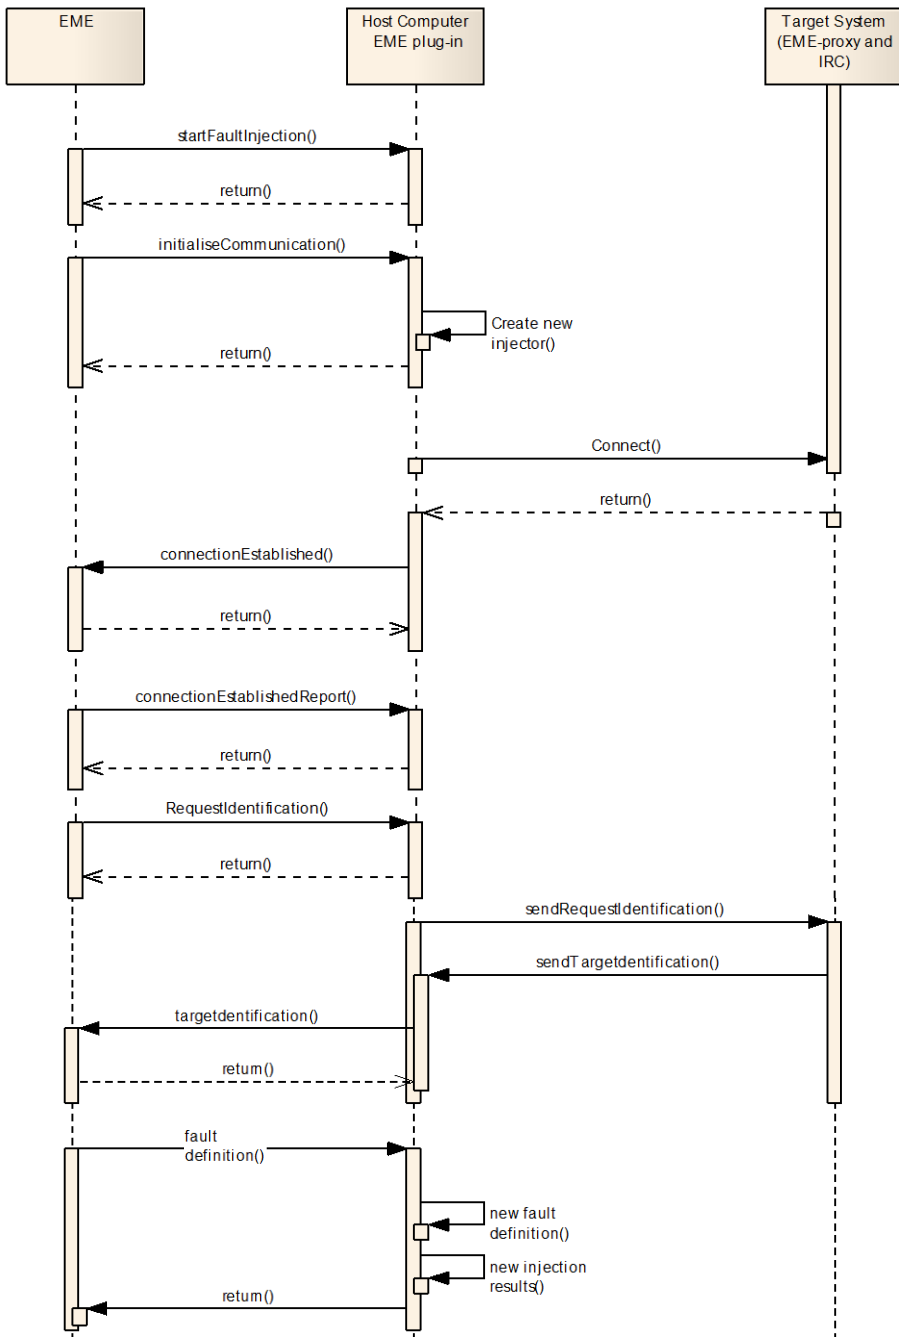 EME
Host Computer
EME plug-in
Target System
(EME-proxy and
IRC)
startFaultInjection()
return()
initialiseCommunication()
Create new
injector()
return()
Connect()
return()
connectionEstablished()
return()
connectionEstablishedReport()
return()
RequestIdentification()
return()
sendRequestIdentification()
sendTargetdentification()
targetdentification()
return()
fault
definition()
new fault
definition()
new injection
results()
return()